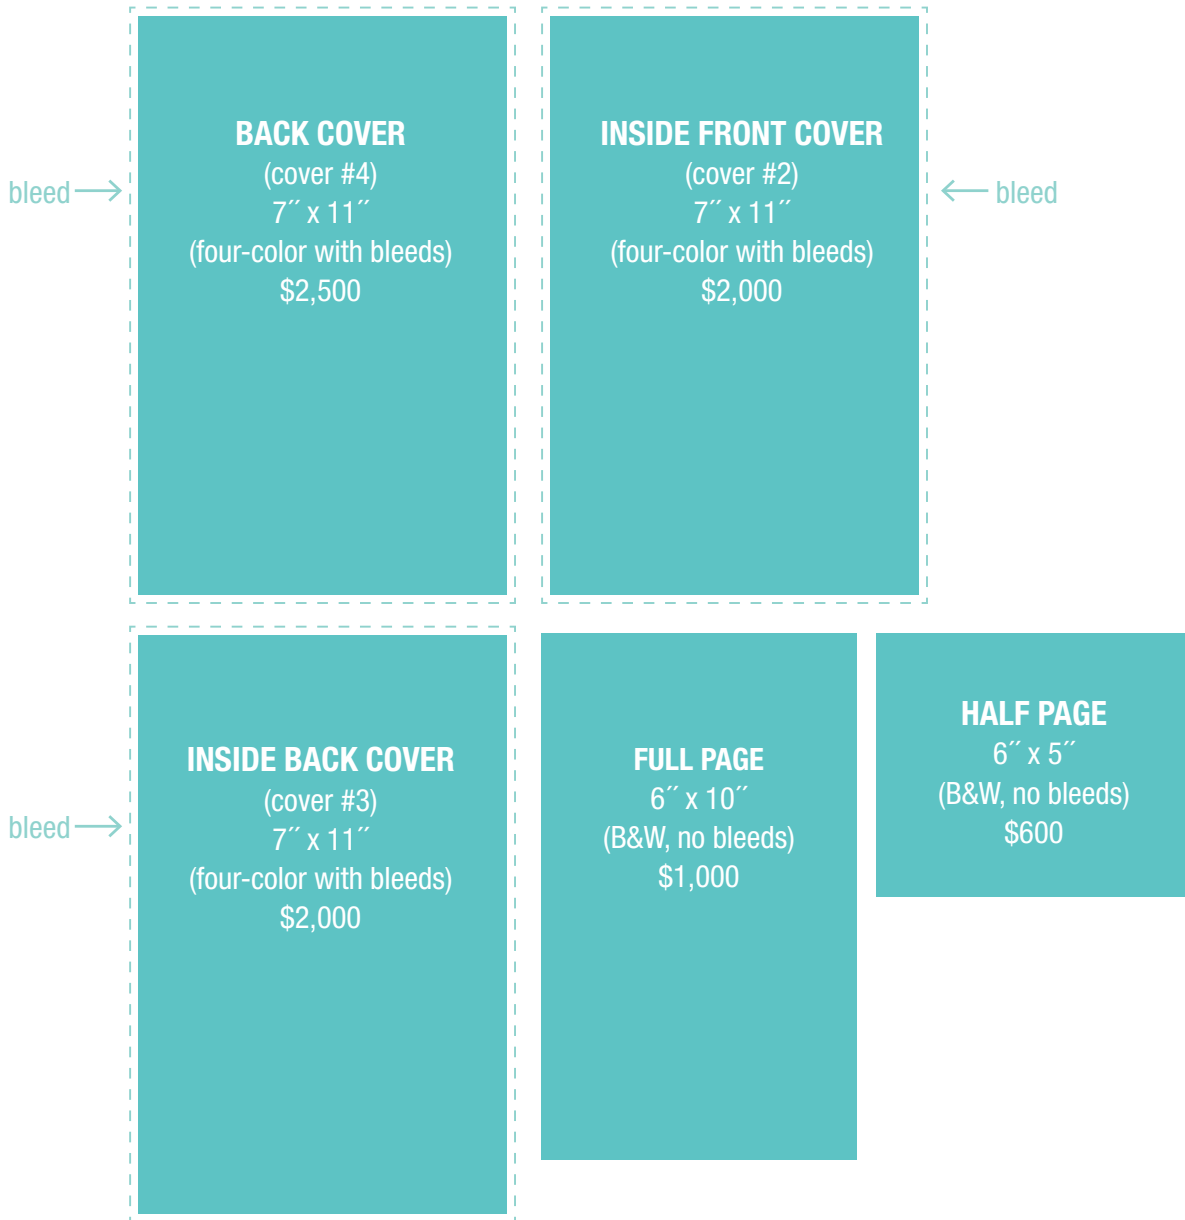 BACK COVER
(cover #4)
7˝ x 11˝
(four-color with bleeds)
$2,500
bleed
INSIDE FRONT COVER
(cover #2)
7˝ x 11˝
(four-color with bleeds)
$2,000
bleed
INSIDE BACK COVER
(cover #3)
7˝ x 11˝
(four-color with bleeds)
$2,000
bleed
FULL PAGE
6˝ x 10˝
(B&W, no bleeds)
$1,000
HALF PAGE
6˝ x 5˝
(B&W, no bleeds)
$600